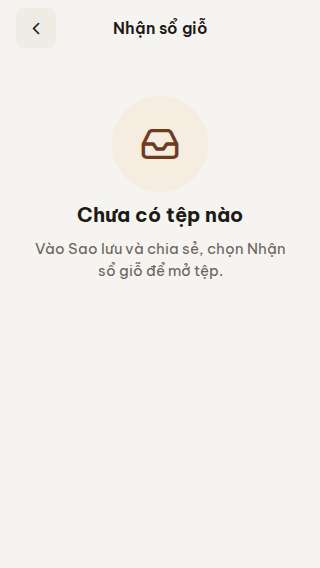 Nhận sổ giỗ
Chưa có tệp nào
Vào Sao lưu và chia sẻ, chọn Nhận
sổ giỗ để mở tệp.